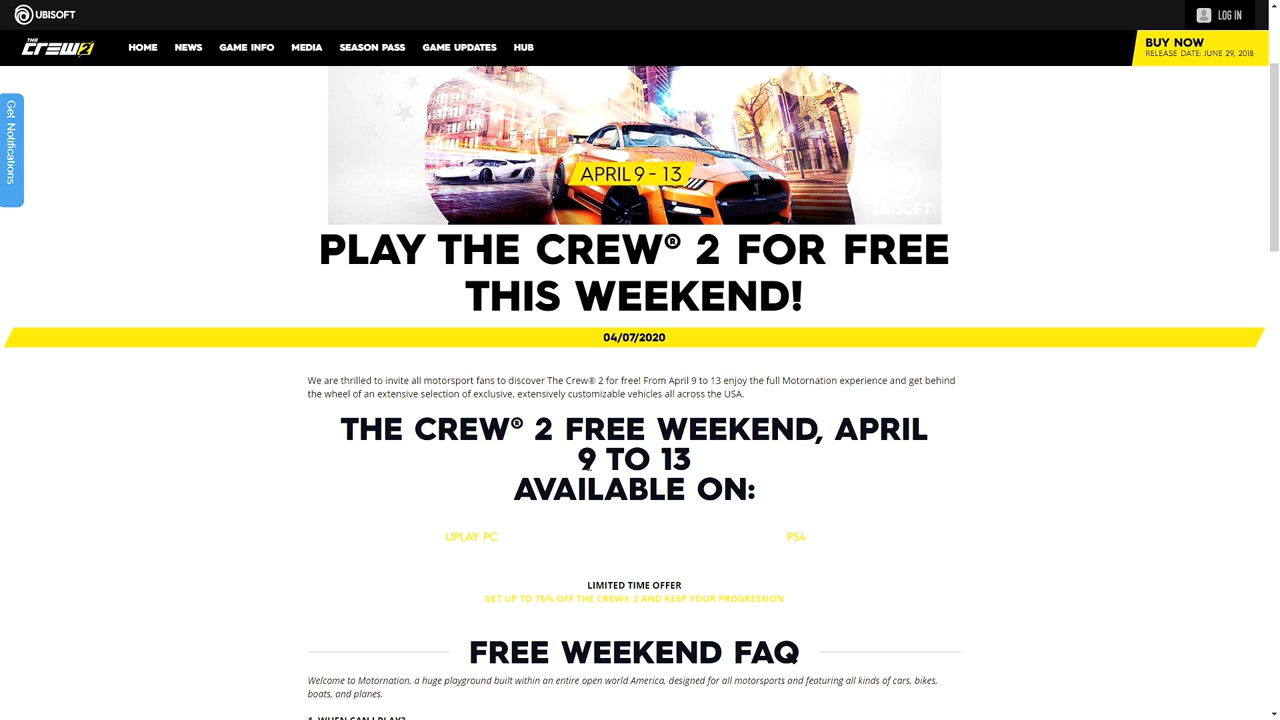 UBISOFT
LOG IN
THE CREW 2
HOME NEWS GAME INFO MEDIA SEASON PASS GAME UPDATES HUB
BUY NOW
RELEASE DATE: JUNE 29, 2018
Get Notifications
APRIL 9 - 13
UBISOFT
PLAY THE CREW® 2 FOR FREE
THIS WEEKEND!
04/07/2020
We are thrilled to invite all motorsport fans to discover The Crew® 2 for free! From April 9 to 13 enjoy the full Motornation experience and get behind
the wheel of an extensive selection of exclusive, extensively customizable vehicles all across the USA.
THE CREW® 2 FREE WEEKEND, APRIL
9 TO 13
AVAILABLE ON:
UPLAY PC PS4
LIMITED TIME OFFER
GET UP TO 75% OFF THE CREW® 2 AND KEEP YOUR PROGRESSION
FREE WEEKEND FAQ
Welcome to Motornation, a huge playground built within an entire open world America, designed for all motorsports and featuring all kinds of cars, bikes,
boats, and planes.
1. WHEN CAN I PLAY?